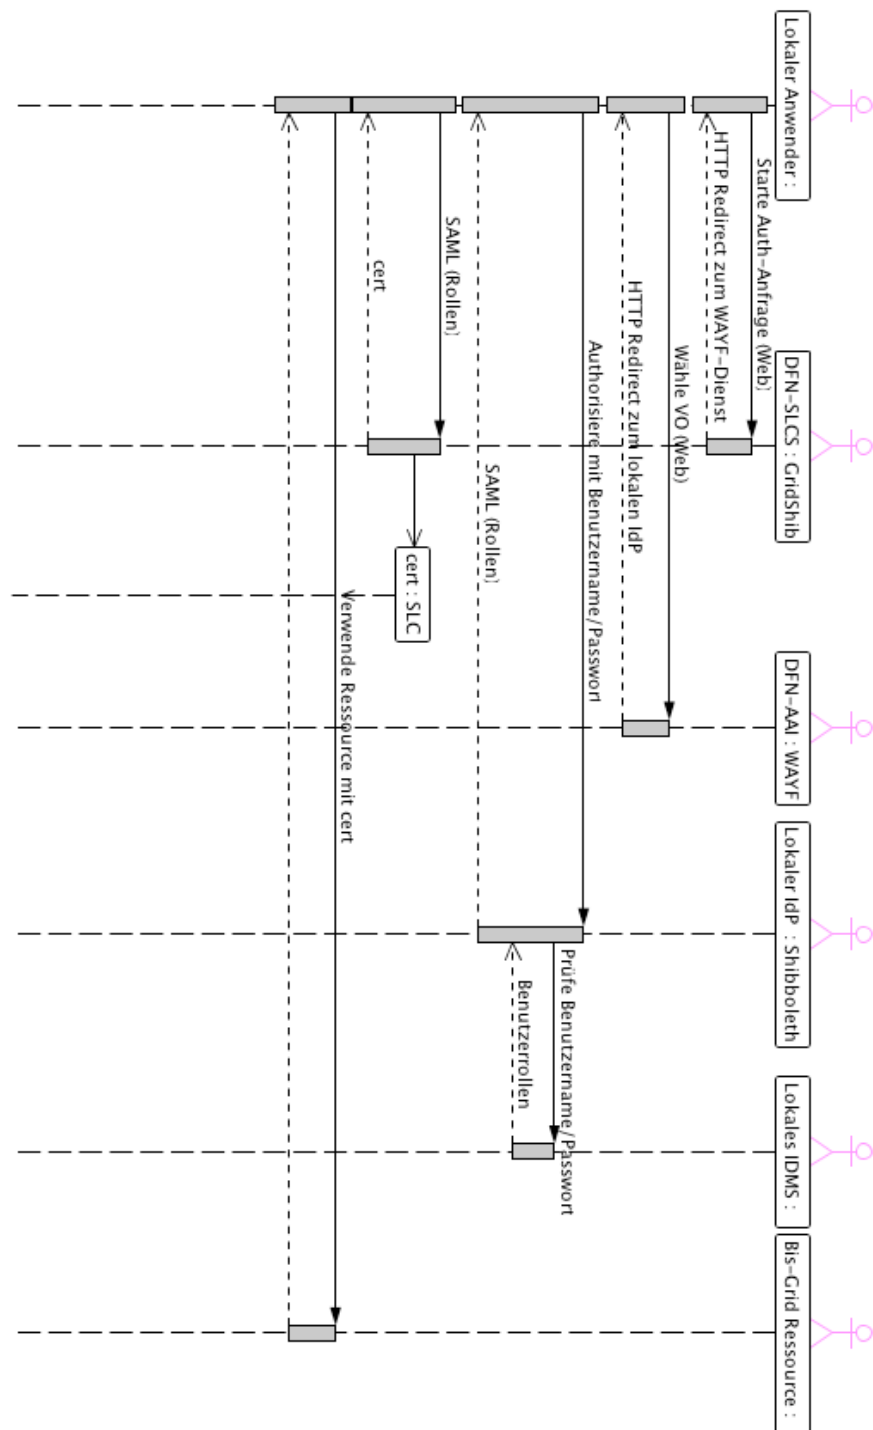 Lokaler Anwender :
DFN-SLCS : GridShib
DFN-AAI : WAYF
Lokaler IdP : Shibboleth
Lokales IDMS :
Bis-Grid Ressource :
Starte Auth-Anfrage (Web)
HTTP Redirect zum WAYF-Dienst
Wähle VO (Web)
HTTP Redirect zum lokalen IdP
Authorisiere mit Benutzername/Passwort
Prüfe Benutzername/Passwort
Benutzerrollen
SAML (Rollen)
SAML (Rollen)
cert : SLC
cert
Verwende Ressource mit cert